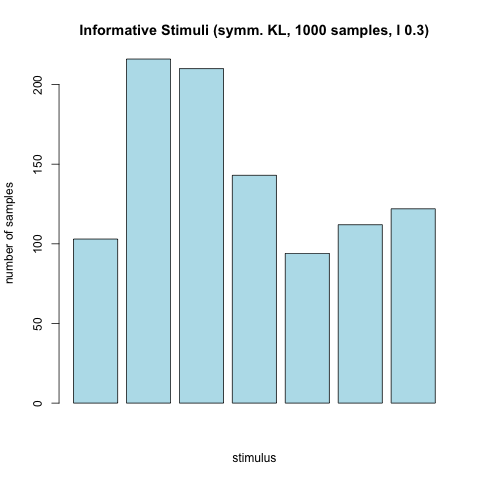 Informative Stimuli (symm. KL, 1000 samples, l 0.3)
number of samples
200
150
100
50
0
stimulus